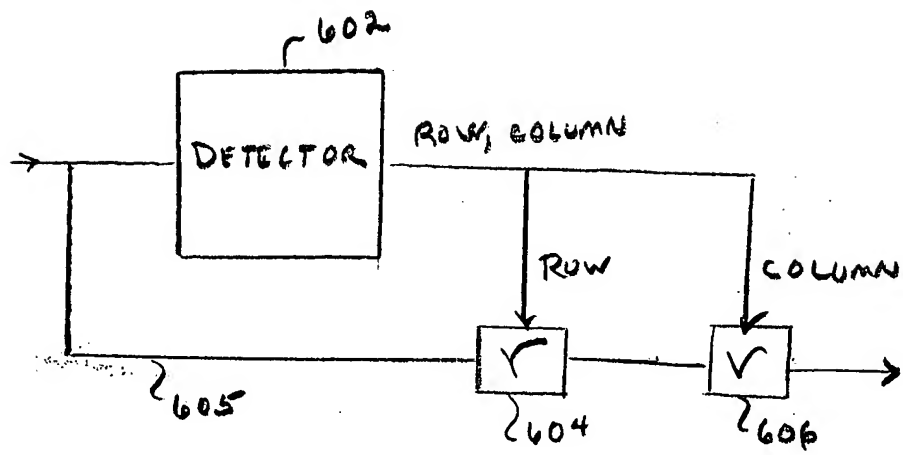 602
DETECTOR
ROW, COLUMN
ROW
COLUMN
r
V
605
604
606